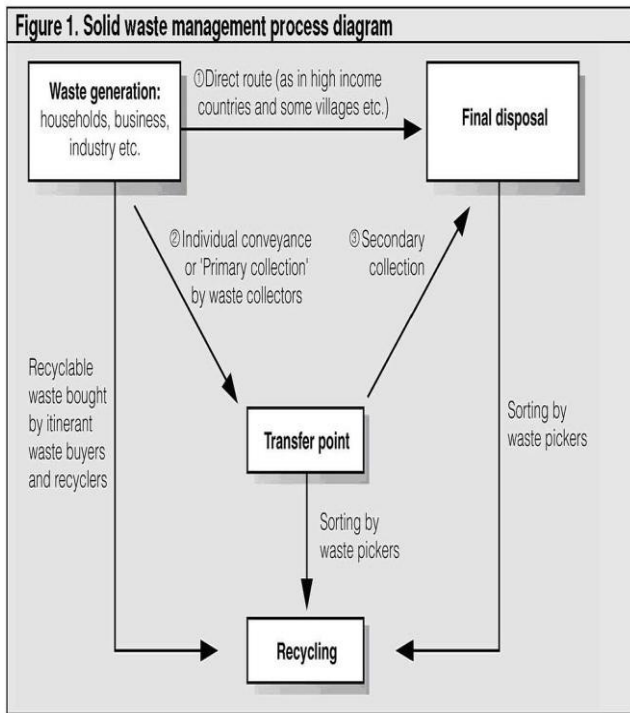 Figure 1. Solid waste management process diagram
Waste generation:
households, business,
industry etc.
①Direct route (as in high income
countries and some villages etc.)
Final disposal
②Individual conveyance
or 'Primary collection'
by waste collectors
③Secondary
collection
Recyclable
waste bought
by itinerant
waste buyers
and recyclers
Transfer point
Sorting by
waste pickers
Sorting by
waste pickers
Recycling